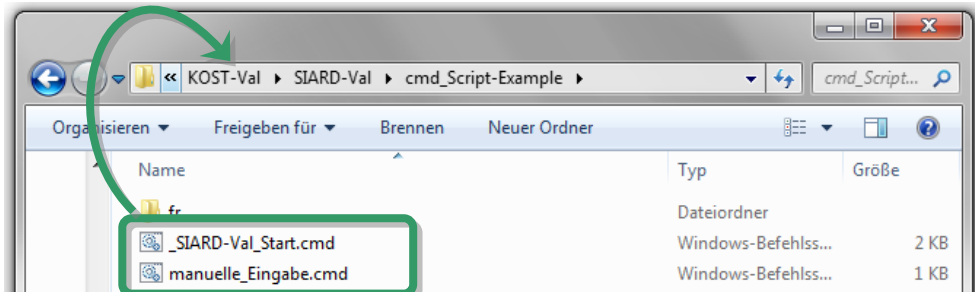 « KOST-Val ▸ SIARD-Val ▸ cmd_Script-Example ▸ cmd_Script...
Organisieren ▾ Freigeben für ▾ Brennen Neuer Ordner
Name Typ Größe
fr Dateiordner
_SIARD-Val_Start.cmd Windows-Befehlss... 2 KB
manuelle_Eingabe.cmd Windows-Befehlss... 1 KB